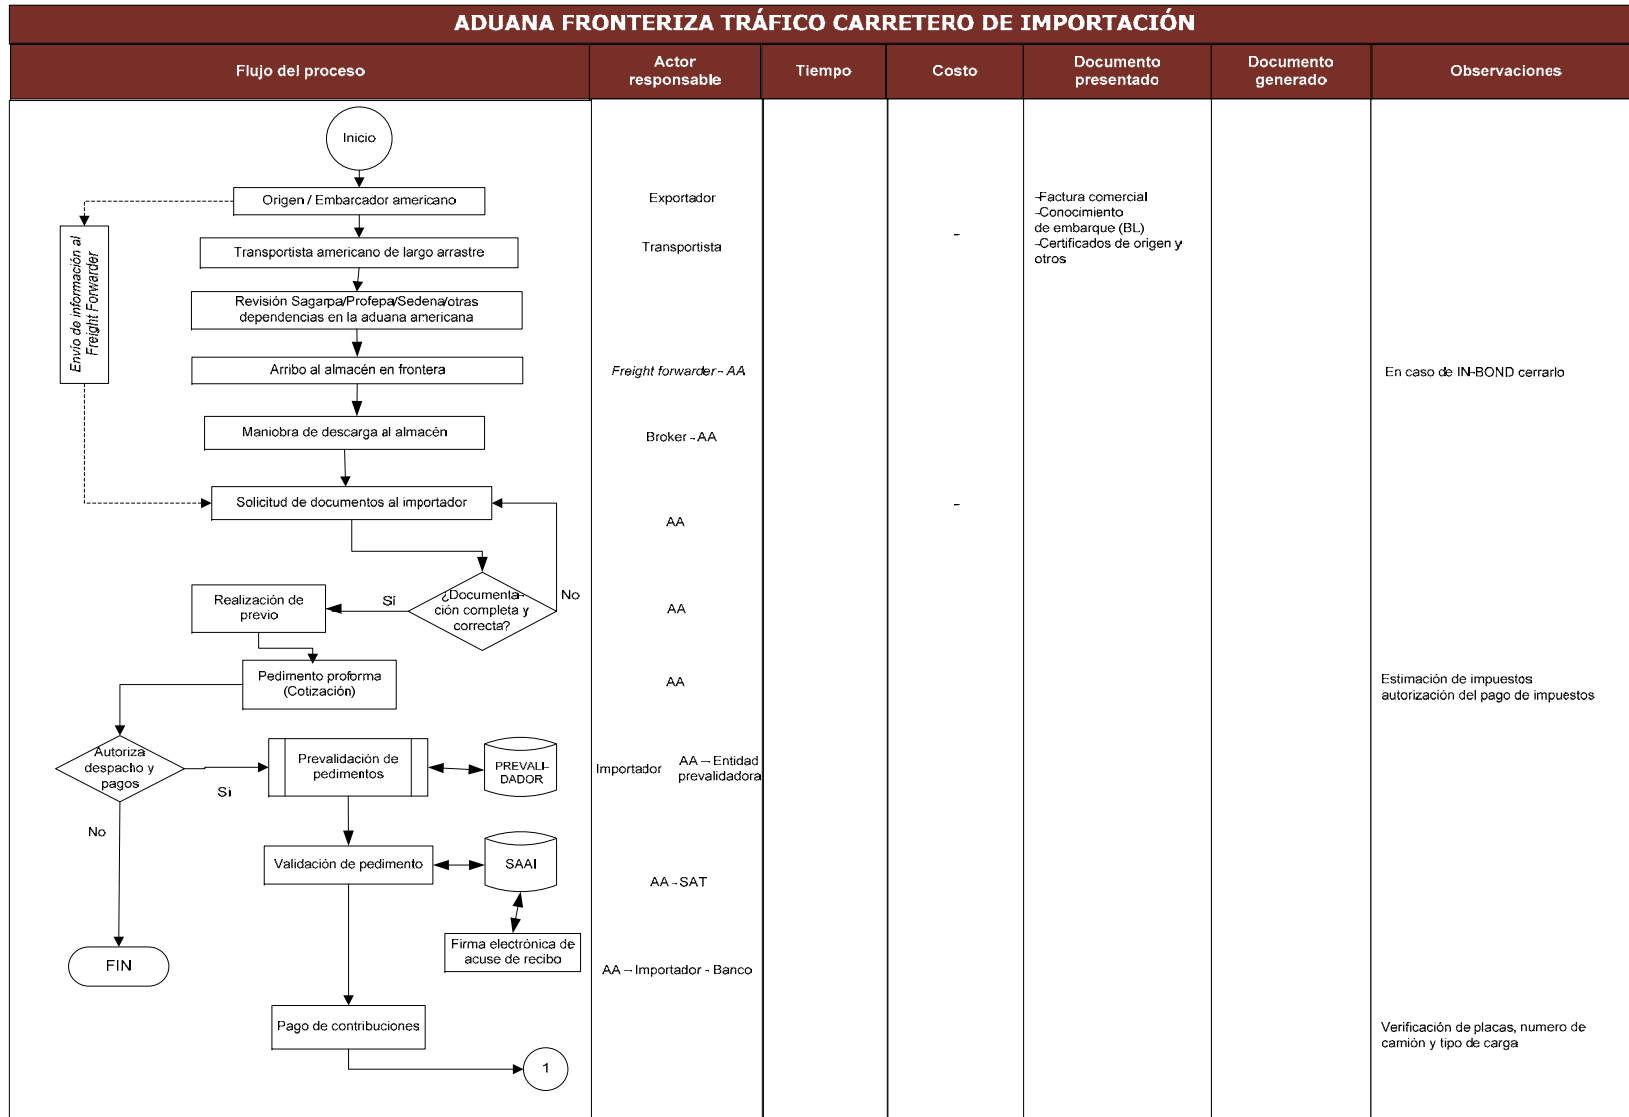 ADUANA FRONTERIZA TRÁFICO CARRETERO DE IMPORTACIÓN
Flujo del proceso
Actor
responsable
Tiempo
Costo
Documento
presentado
Documento
generado
Observaciones
Inicio
Origen / Embarcador americano
Exportador
-Factura comercial
-Conocimiento
de embarque (BL)
-Certificados de origen y
otros
Envío de información al
Freight Forwarder
Transportista americano de largo arrastre
Transportista
-
Revisión Sagarpa/Profepa/Sedena/otras
dependencias en la aduana americana
Arribo al almacén en frontera
Freight forwarder - AA
En caso de IN-BOND cerrarlo
Maniobra de descarga al almacén
Broker - AA
Solicitud de documentos al importador
AA
-
¿Documenta-
ción completa y
correcta?
No
Sí
Realización de
previo
AA
Pedimento proforma
(Cotización)
AA
Estimación de impuestos
autorización del pago de impuestos
Autoriza
despacho y
pagos
Sí
No
Prevalidación de
pedimentos
PREVALI-
DADOR
Importador
AA – Entidad
prevalidadora
Validación de pedimento
SAAI
AA - SAT
Firma electrónica de
acuse de recibo
FIN
AA – Importador - Banco
Pago de contribuciones
Verificación de placas, numero de
camión y tipo de carga
1